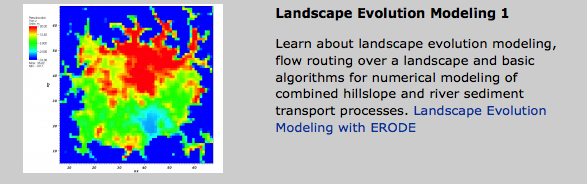 Landscape Evolution Modeling 1
Learn about landscape evolution modeling,
flow routing over a landscape and basic
algorithms for numerical modeling of
combined hillslope and river sediment
transport processes. Landscape Evolution
Modeling with ERODE